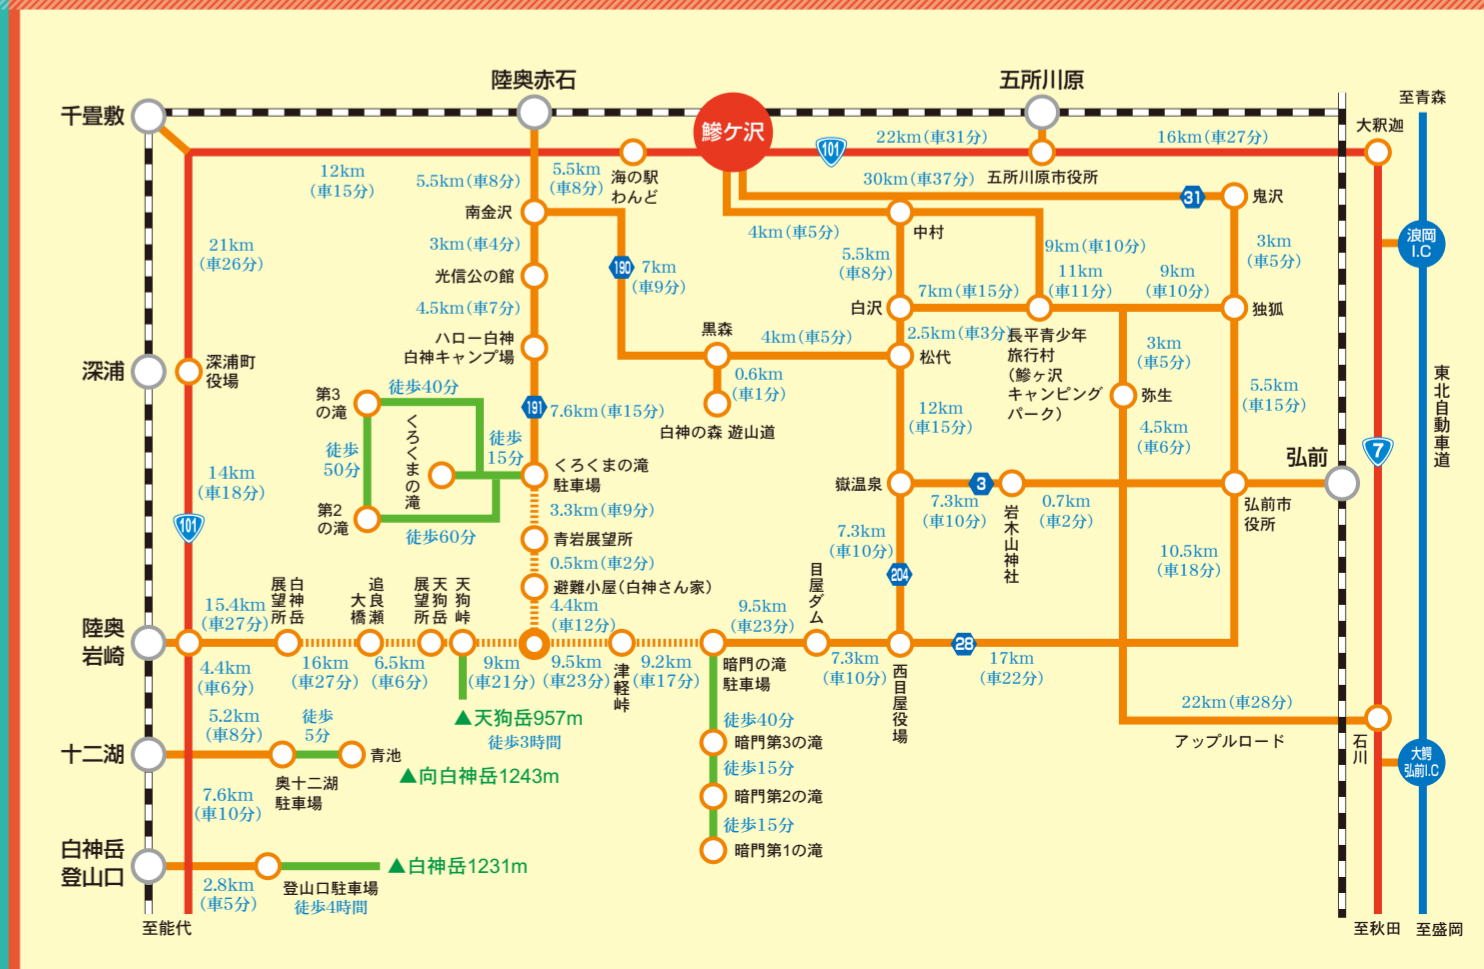 陸奥赤石
五所川原
至青森
千畳敷
鰺ケ沢
大釈迦
101
22km(車31分)
16km(車27分)
12km
(車15分)
5.5km(車8分)
5.5km
(車8分)
海の駅
わんど
30km(車37分)
五所川原市役所
31
鬼沢
南金沢
4km(車5分)
中村
浪岡
I.C
21km
(車26分)
3km(車4分)
190
7km
(車9分)
5.5km
(車8分)
9km(車10分)
3km
(車5分)
光信公の館
11km
(車11分)
9km
(車10分)
4.5km(車7分)
7km(車15分)
白沢
独狐
ハロー白神
白神キャンプ場
黒森
4km(車5分)
2.5km(車3分)
松代
長平青少年
旅行村
(鰺ヶ沢
キャンピング
パーク)
3km
(車5分)
深浦
深浦町
役場
0.6km
(車1分)
弥生
5.5km
(車15分)
東北自動車道
第3
の滝
徒歩40分
191
7.6km(車15分)
白神の森 遊山道
12km
(車15分)
4.5km
(車6分)
くろくまの滝
徒歩
50分
徒歩
15分
弘前
7
14km
(車18分)
くろくまの滝
駐車場
嶽温泉
3
7.3km
(車10分)
岩木山神社
0.7km
(車2分)
弘前市
役所
第2
の滝
徒歩60分
3.3km(車9分)
101
青岩展望所
7.3km
(車10分)
10.5km
(車18分)
0.5km(車2分)
204
避難小屋(白神さん家)
目屋ダム
陸奥
岩崎
15.4km
(車27分)
白神岳
展望所
追良瀬
大橋
天狗岳
展望所
天狗峠
4.4km
(車12分)
9.5km
(車23分)
28
4.4km
(車6分)
16km
(車27分)
6.5km
(車6分)
9km
(車21分)
9.5km
(車23分)
津軽峠
9.2km
(車17分)
暗門の滝
駐車場
7.3km
(車10分)
西目屋役場
17km
(車22分)
22km(車28分)
アップルロード
石川
大鰐
弘前I.C
5.2km
(車8分)
徒歩
5分
▲天狗岳957m
徒歩3時間
徒歩40分
暗門第3の滝
十二湖
奥十二湖
駐車場
青池
▲向白神岳1243m
徒歩15分
暗門第2の滝
7.6km
(車10分)
徒歩15分
暗門第1の滝
白神岳
登山口
▲白神岳1231m
2.8km
(車5分)
登山口駐車場
徒歩4時間
至能代
至秋田
至盛岡